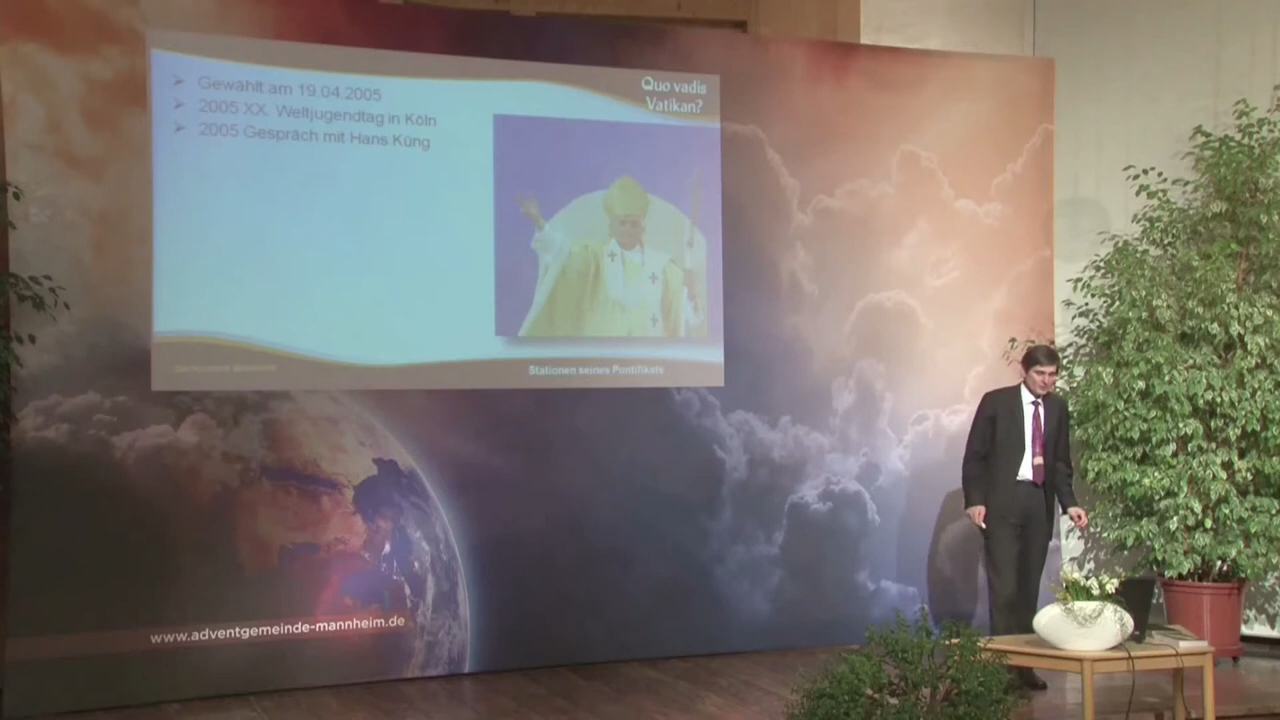 Gewählt am 19.04.2005
2005 XX. Weltjugendtag in Köln
2005 Gespräch mit Hans Küng
Quo vadis
Vatikan?
Stationen seines Pontifikats
www.adventgemeinde-mannheim.de